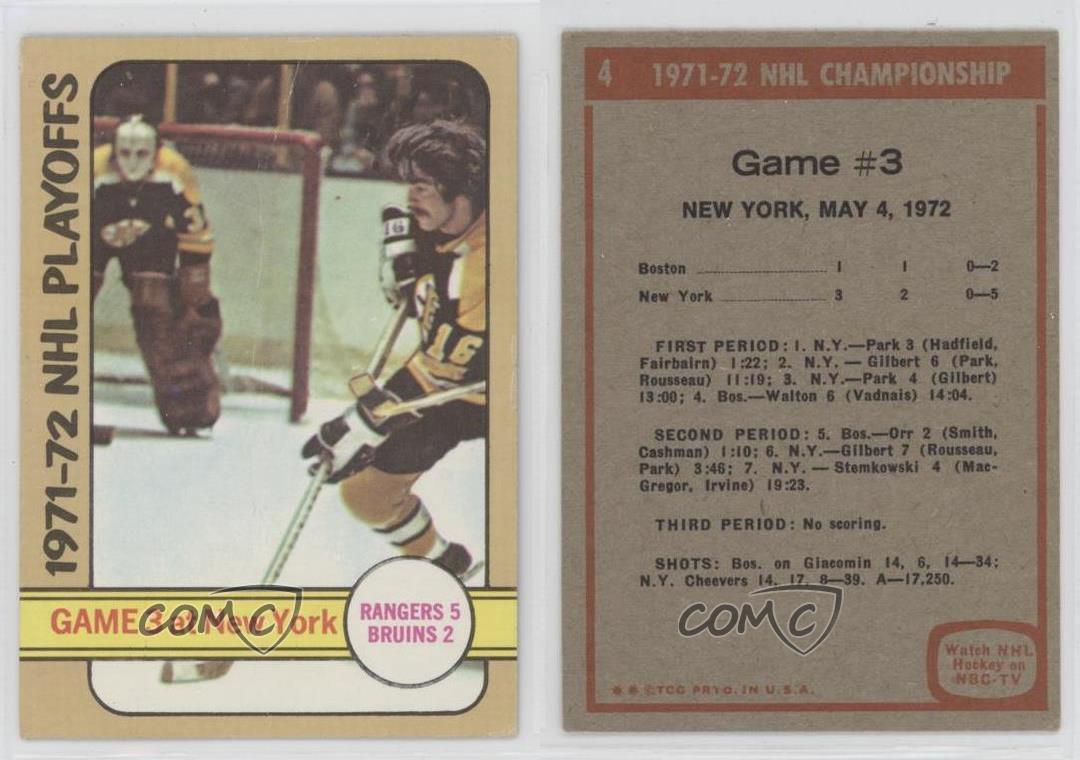 1971-72 NHL PLAYOFFS
16
3
16
GAME 3 at New York
RANGERS 5
BRUINS 2
COMC
4 1971-72 NHL CHAMPIONSHIP
Game #3
NEW YORK, MAY 4, 1972
Boston 1 1 0—2
New York 3 2 0—5
FIRST PERIOD: 1. N.Y.—Park 3 (Hadfield,
Fairbairn) 1:22; 2. N.Y. — Gilbert 6 (Park,
Rousseau) 11:19; 3. N.Y.—Park 4 (Gilbert)
13:00; 4. Bos.—Walton 6 (Vadnais) 14:04.
SECOND PERIOD: 5. Bos.—Orr 2 (Smith,
Cashman) 1:10; 6. N.Y.—Gilbert 7 (Rousseau,
Park) 3:46; 7. N.Y. — Stemkowski 4 (Mac-
Gregor, Irvine) 19:23.
THIRD PERIOD: No scoring.
SHOTS: Bos. on Giacomin 14, 6, 14—34;
N.Y. Cheevers 14, 17, 8—39. A—17,250.
COMC
Watch NHL
Hockey on
NBC-TV
* * ©TCG PRTD. IN U.S.A.